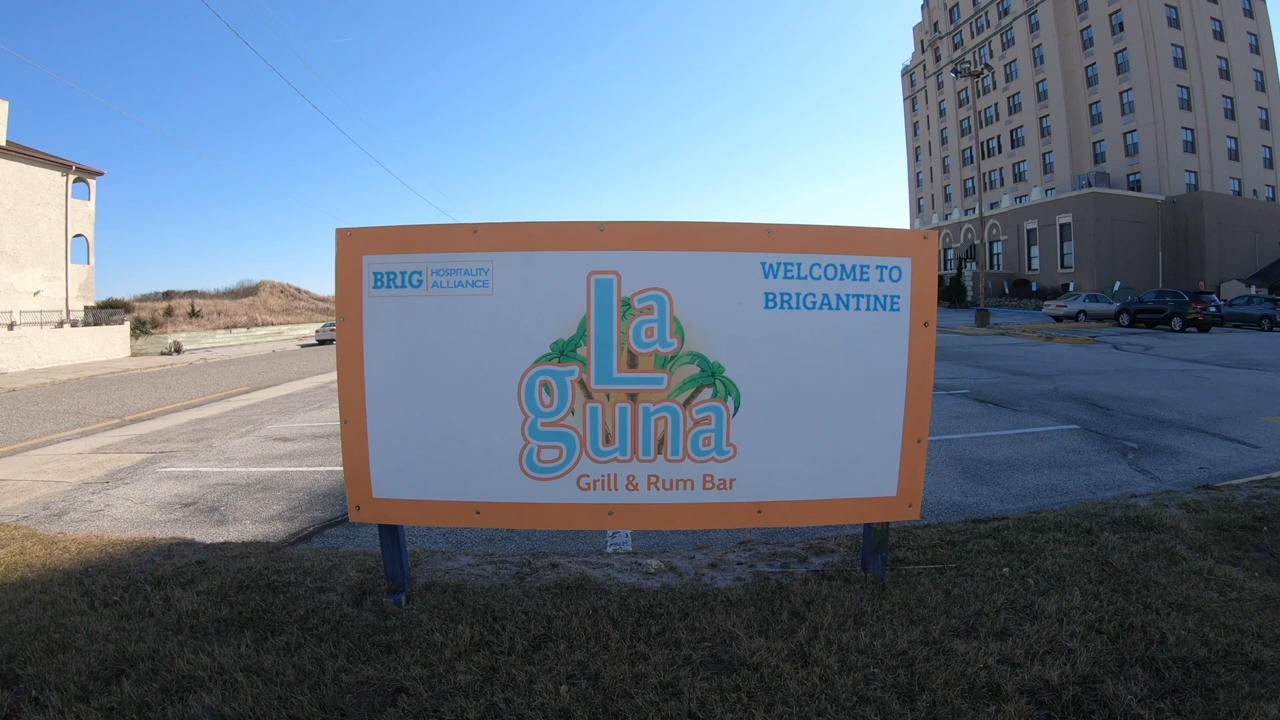 BRIG HOSPITALITY
ALLIANCE
WELCOME TO
BRIGANTINE
La
guna
Grill & Rum Bar